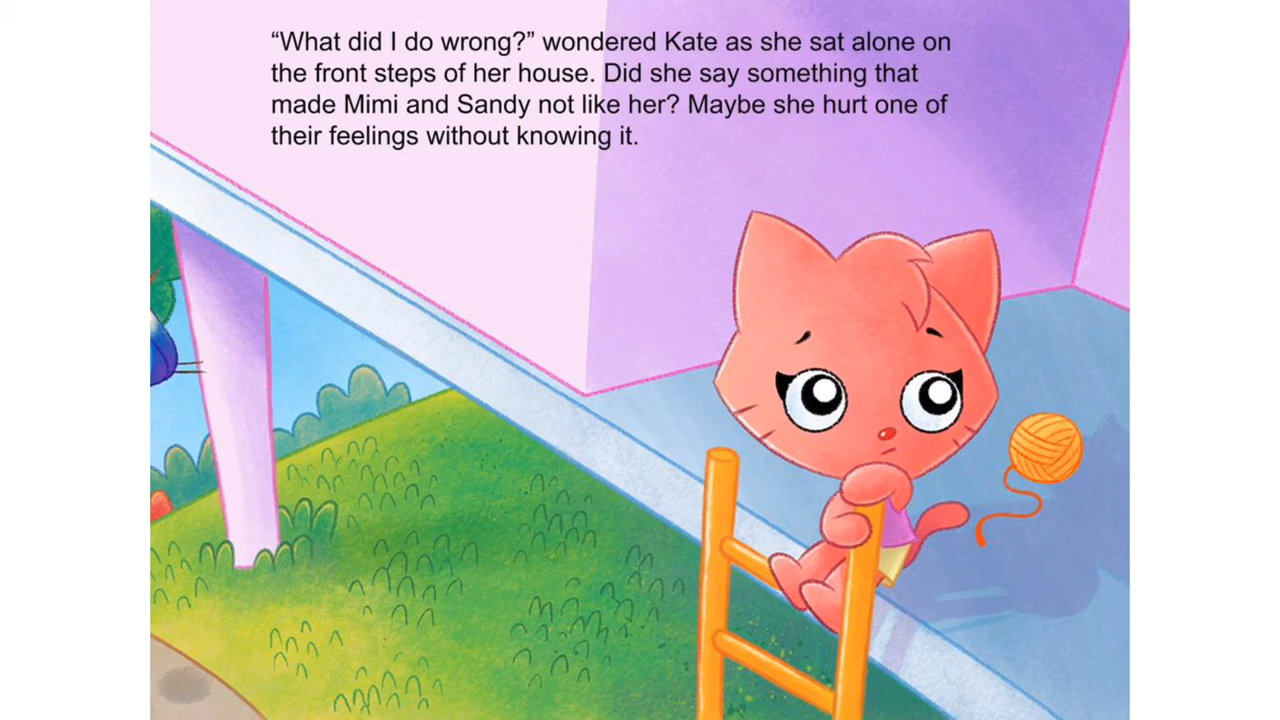 “What did I do wrong?” wondered Kate as she sat alone on
the front steps of her house. Did she say something that
made Mimi and Sandy not like her? Maybe she hurt one of
their feelings without knowing it.